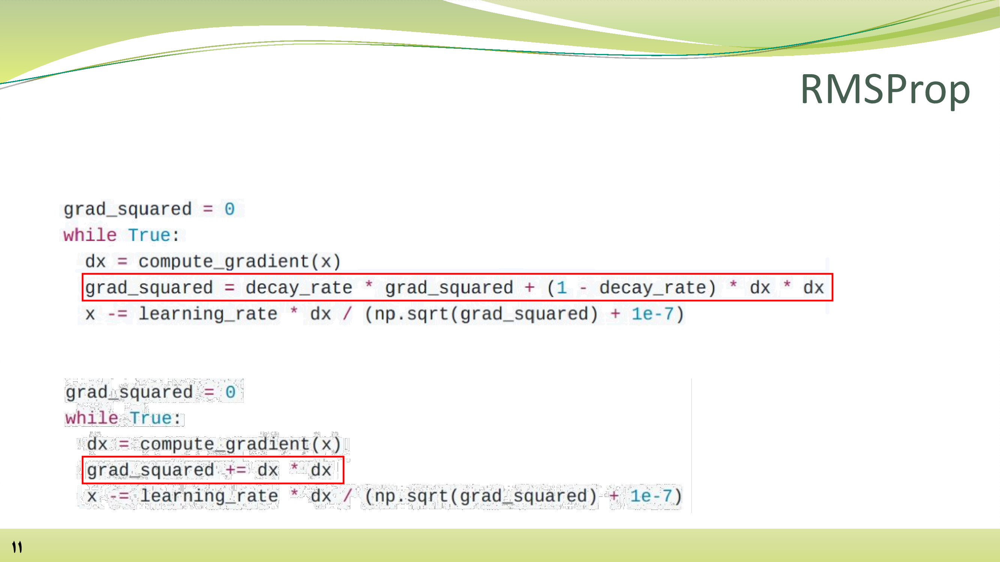 RMSProp
grad_squared = 0
while True:
  dx = compute_gradient(x)
  grad_squared = decay_rate * grad_squared + (1 - decay_rate) * dx * dx
  x -= learning_rate * dx / (np.sqrt(grad_squared) + 1e-7)
grad_squared = 0
while True:
  dx = compute_gradient(x)
  grad_squared += dx * dx
  x -= learning_rate * dx / (np.sqrt(grad_squared) + 1e-7)
۱۱